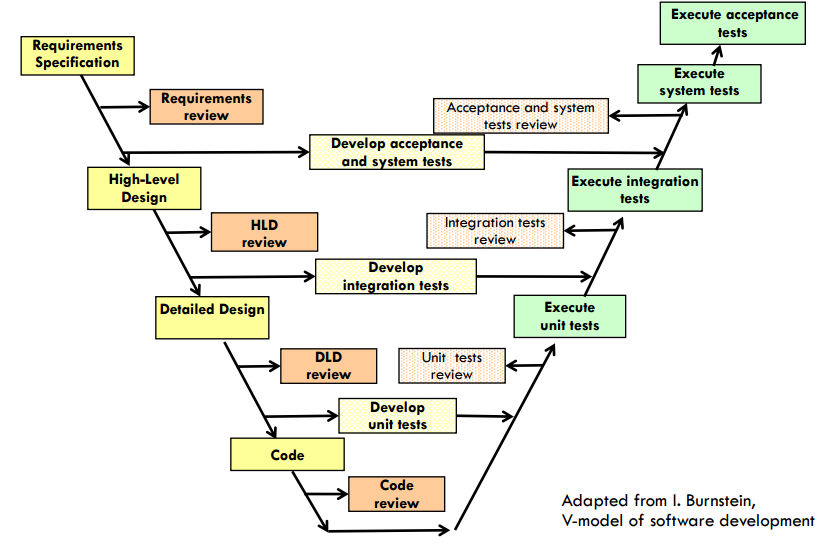 Execute acceptance
tests
Requirements
Specification
Execute
system tests
Requirements
review
Acceptance and system
tests review
Develop acceptance
and system tests
High-Level
Design
Execute integration
tests
HLD
review
Integration tests
review
Develop
integration tests
Detailed Design
Execute
unit tests
DLD
review
Unit tests
review
Develop
unit tests
Code
Code
review
Adapted from I. Burnstein,
V-model of software development